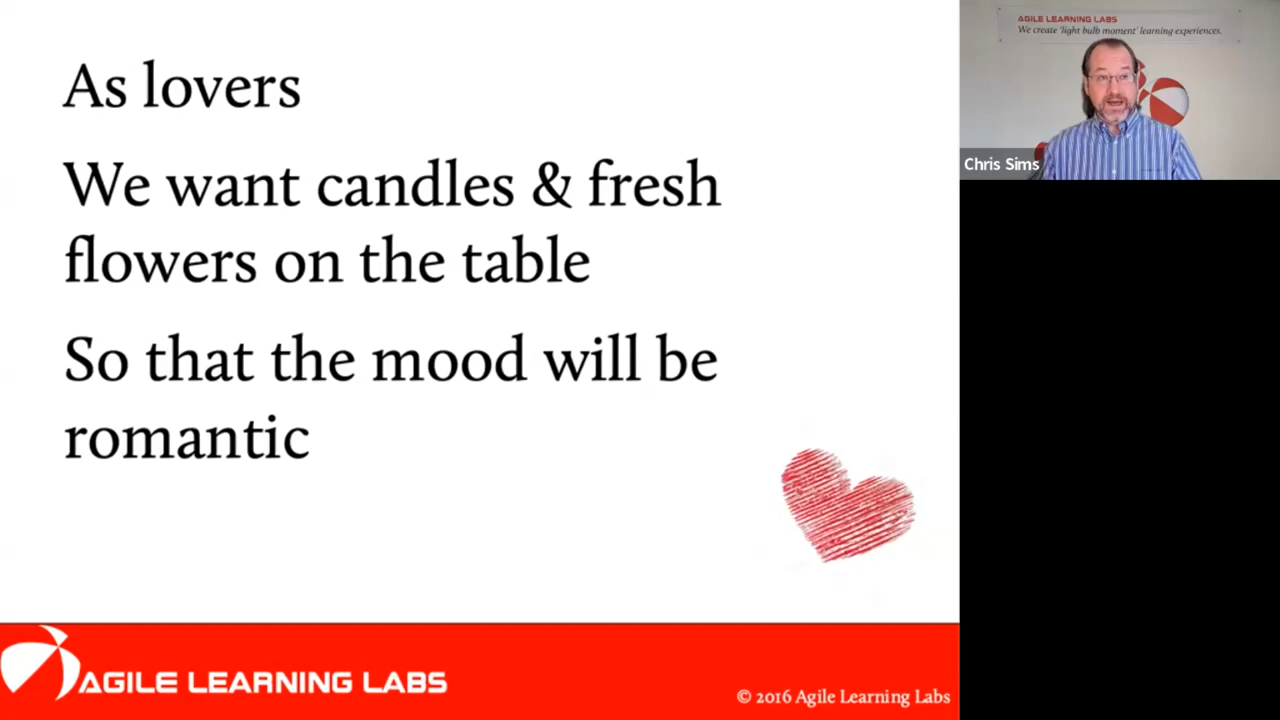 As lovers
We want candles & fresh
flowers on the table
So that the mood will be
romantic
AGILE LEARNING LABS
© 2016 Agile Learning Labs
AGILE LEARNING LABS
We create 'light bulb moment' learning experiences.
Chris Sims